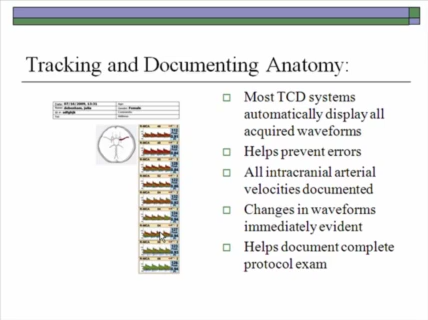 Tracking and Documenting Anatomy:
Most TCD systems
automatically display all
acquired waveforms
Helps prevent errors
All intracranial arterial
velocities documented
Changes in waveforms
immediately evident
Helps document complete
protocol exam